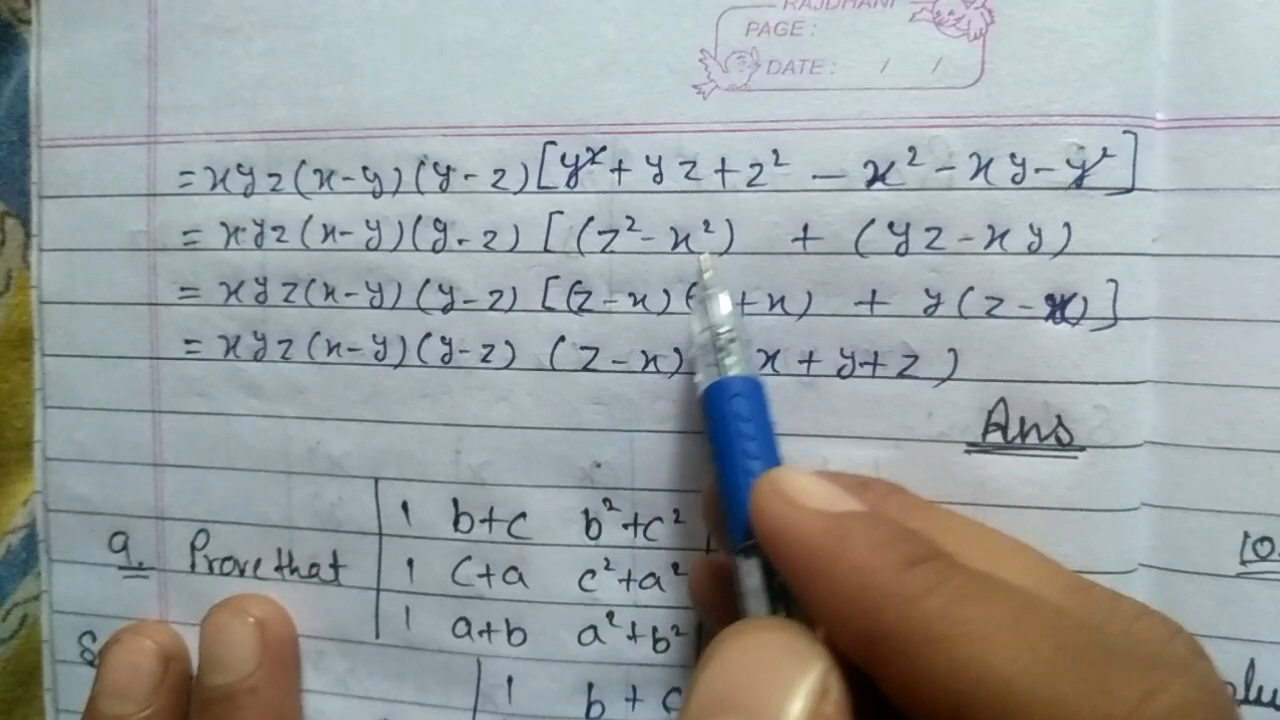 RAJDHANI
PAGE :
DATE : / /
= xyz(x-y)(y-z)[y²+yz+z² - x²-xy-y²]
= xyz(x-y)(y-z) [(z²-x²) + (yz-xy)
= xyz(x-y)(y-z) [(z-x)( +x) + y(z-x)]
= xyz(x-y)(y-z) (z-x) x+y+z)
Ans
9. Prove that
1 b+c b²+c²
1 c+a c²+a²
1 a+b a²+b²
10.
S
1 b+c